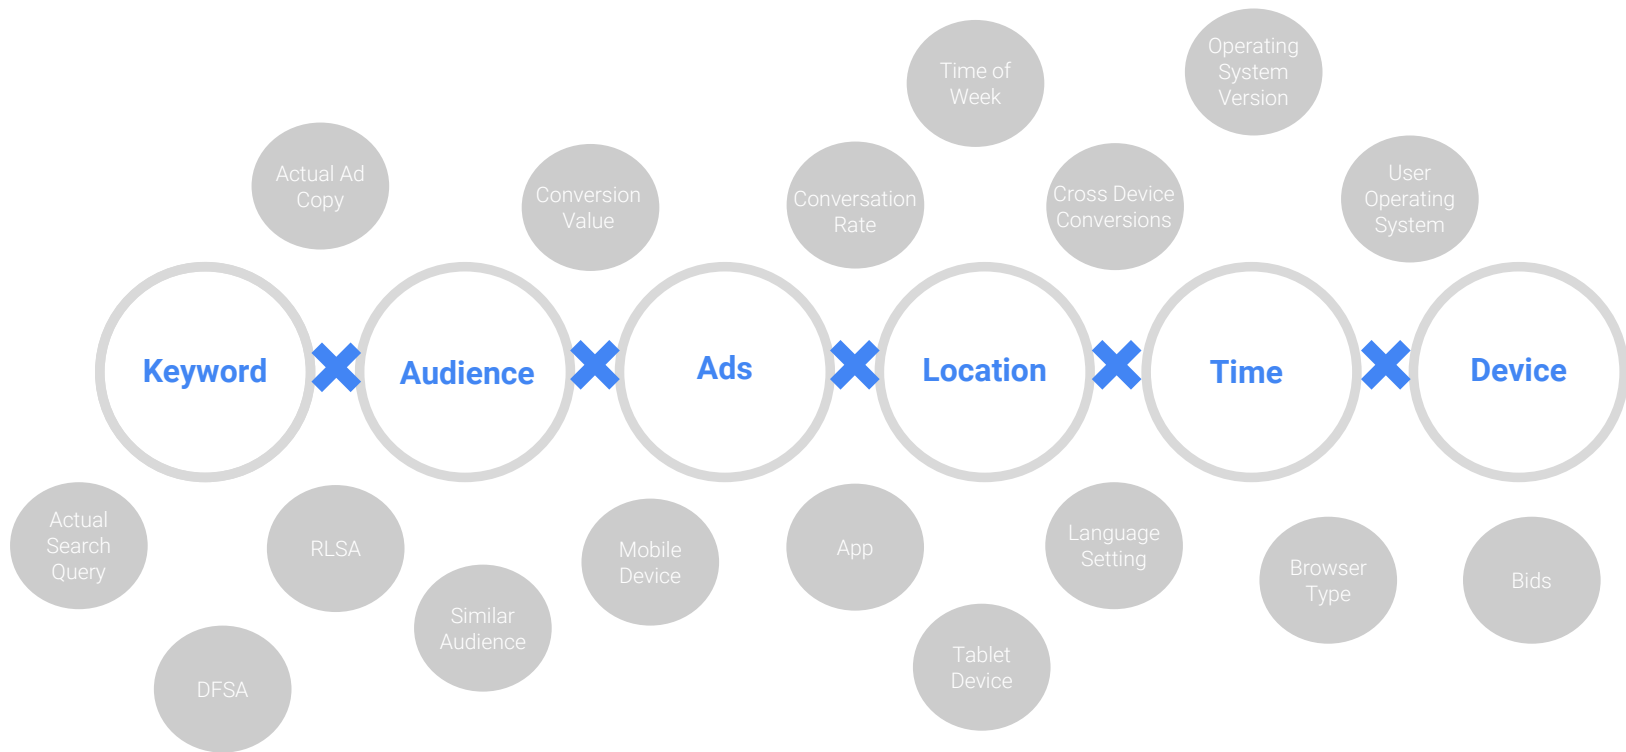 Operating
System
Version
Time of
Week
Actual Ad
Copy
Conversion
Value
Conversation
Rate
Cross Device
Conversions
User
Operating
System
Keyword
Audience
Ads
Location
Time
Device
Actual
Search
Query
RLSA
Mobile
Device
App
Language
Setting
Browser
Type
Bids
Similar
Audience
Tablet
Device
DFSA